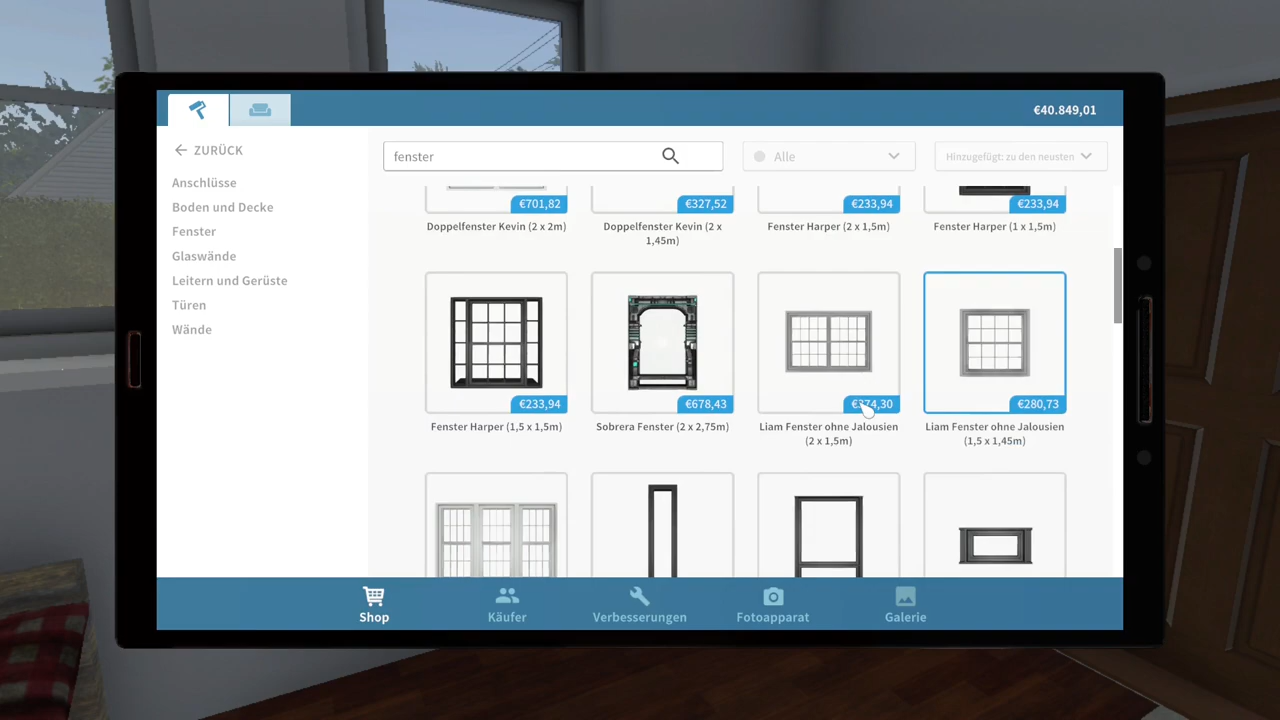 €40.849,01
ZURÜCK
fenster
Alle
Hinzugefügt: zu den neusten
Anschlüsse
Boden und Decke
Fenster
Glaswände
Leitern und Gerüste
Türen
Wände
€701,82
€327,52
€233,94
€233,94
Doppelfenster Kevin (2 x 2m)
Doppelfenster Kevin (2 x
1,45m)
Fenster Harper (2 x 1,5m)
Fenster Harper (1 x 1,5m)
€233,94
€678,43
€374,30
€280,73
Fenster Harper (1,5 x 1,5m)
Sobrera Fenster (2 x 2,75m)
Liam Fenster ohne Jalousien
(2 x 1,5m)
Liam Fenster ohne Jalousien
(1,5 x 1,45m)
Shop
Käufer
Verbesserungen
Fotoapparat
Galerie